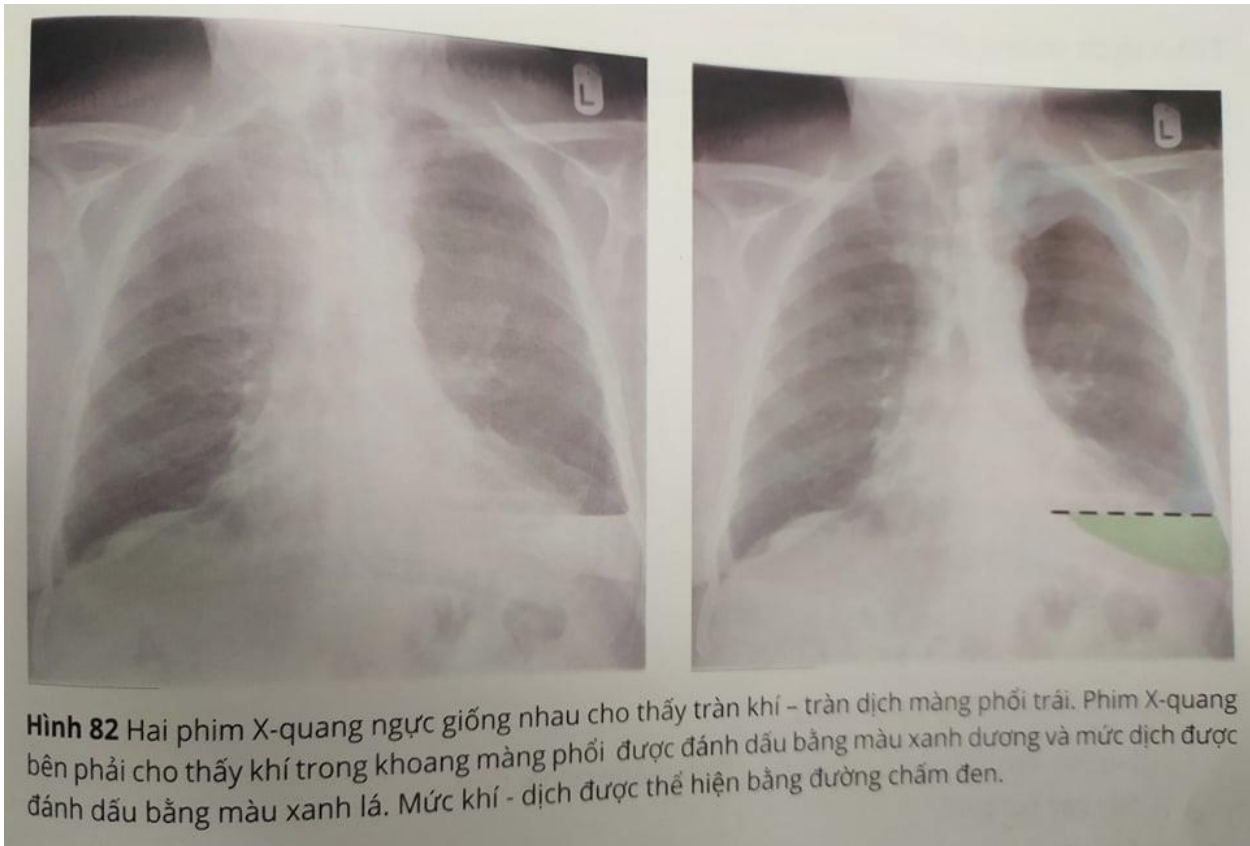 L
L
Hình 82 Hai phim X-quang ngực giống nhau cho thấy tràn khí – tràn dịch màng phổi trái. Phim X-quang
bên phải cho thấy khí trong khoang màng phổi được đánh dấu bằng màu xanh dương và mức dịch được
đánh dấu bằng màu xanh lá. Mức khí - dịch được thể hiện bằng đường chấm đen.